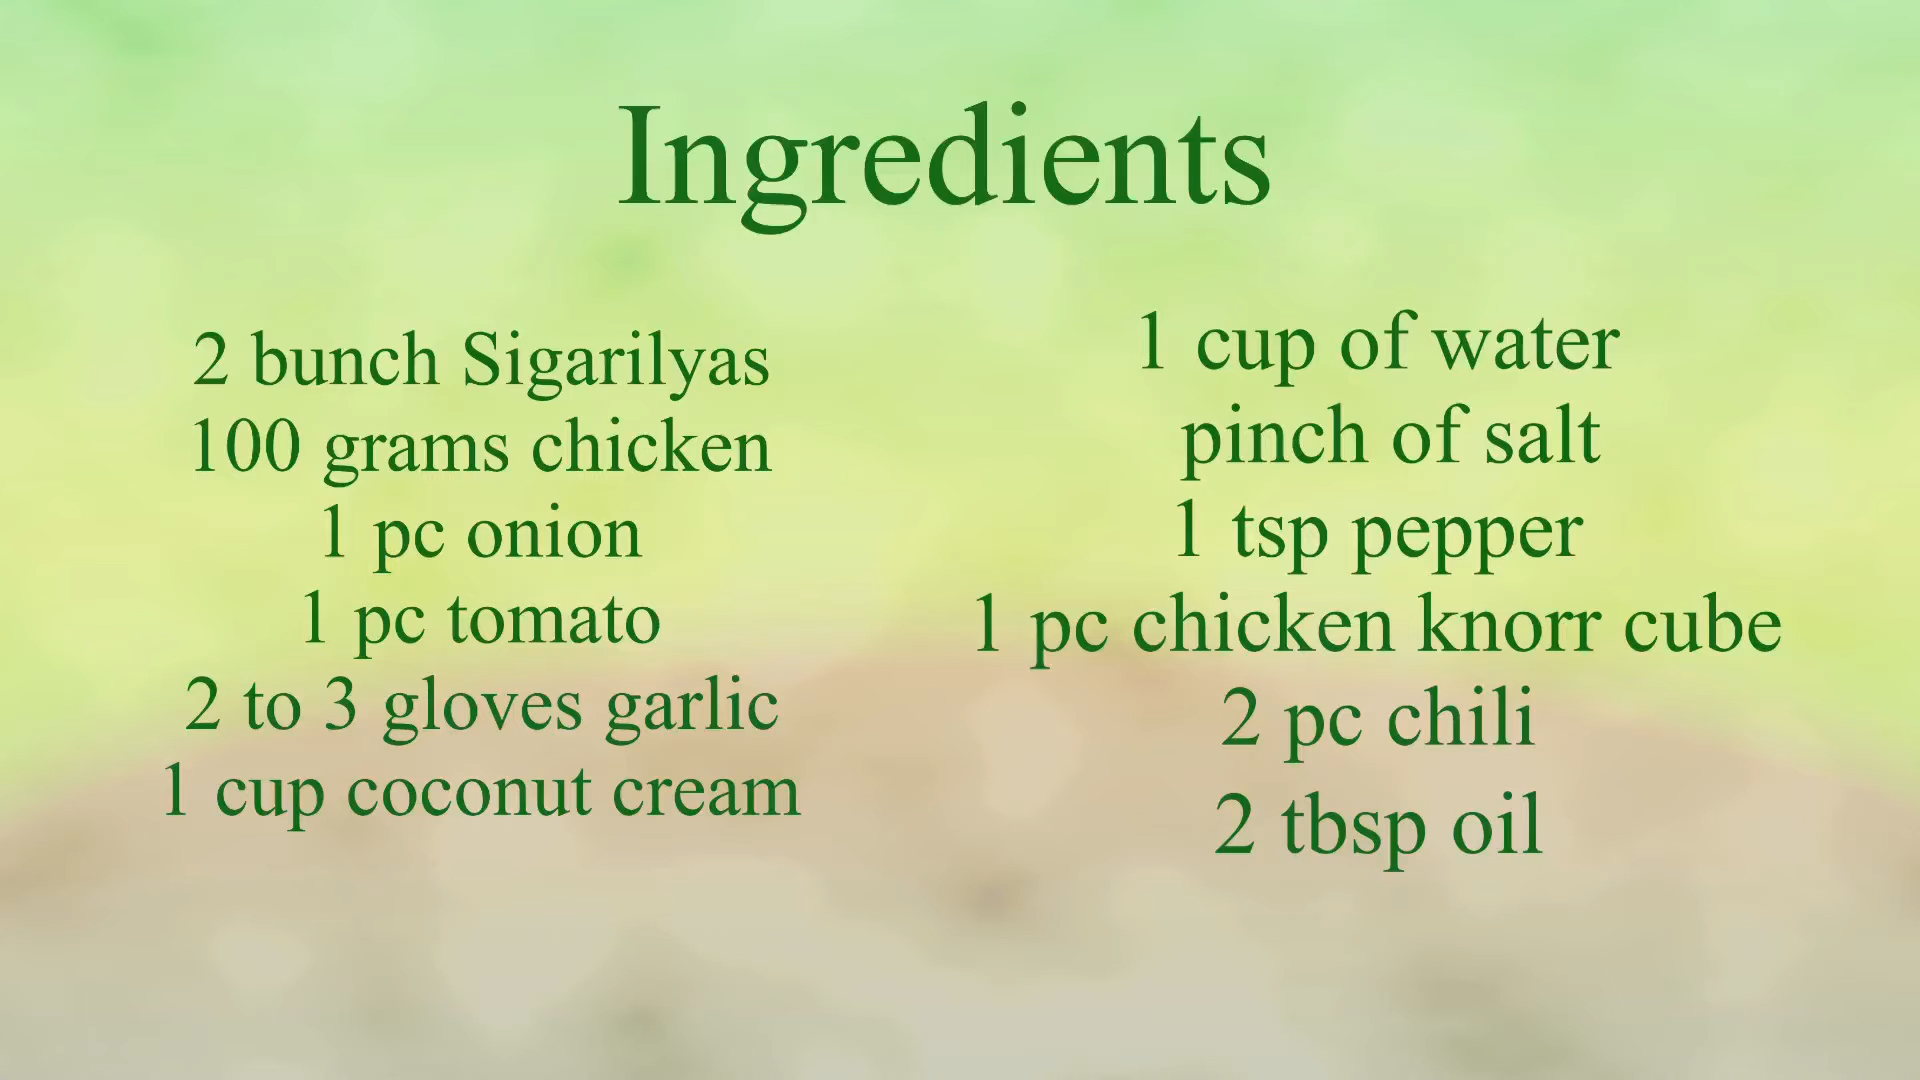 Ingredients
2 bunch Sigarilyas
100 grams chicken
1 pc onion
1 pc tomato
2 to 3 gloves garlic
1 cup coconut cream
1 cup of water
pinch of salt
1 tsp pepper
1 pc chicken knorr cube
2 pc chili
2 tbsp oil